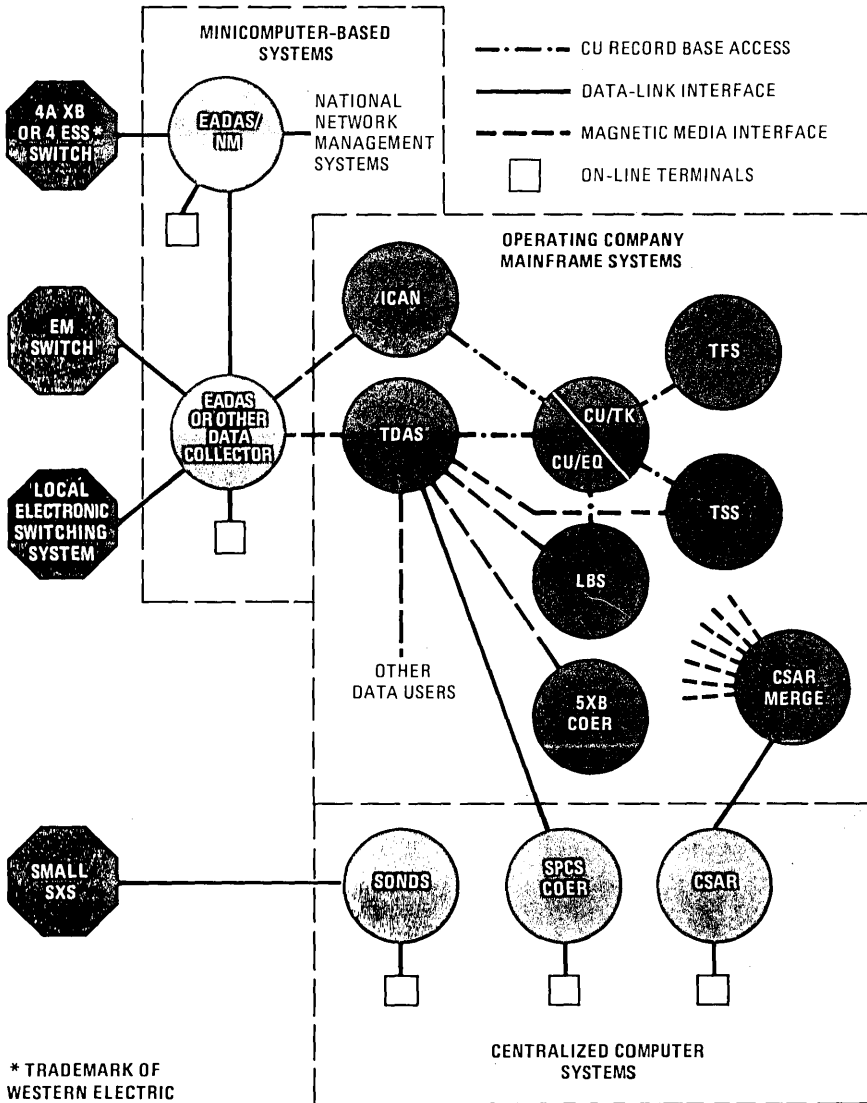 MINICOMPUTER-BASED
SYSTEMS
CU RECORD BASE ACCESS
DATA-LINK INTERFACE
MAGNETIC MEDIA INTERFACE
ON-LINE TERMINALS
4A XB
OR 4 ESS*
SWITCH
EADAS/
NM
NATIONAL
NETWORK
MANAGEMENT
SYSTEMS
OPERATING COMPANY
MAINFRAME SYSTEMS
EM
SWITCH
ICAN
TFS
EADAS
OR OTHER
DATA
COLLECTOR
TDAS
CU/TK
CU/EQ
LOCAL
ELECTRONIC
SWITCHING
SYSTEM
TSS
LBS
OTHER
DATA USERS
5XB
COER
CSAR
MERGE
SMALL
SXS
SONDS
SPCS
COER
CSAR
CENTRALIZED COMPUTER
SYSTEMS
* TRADEMARK OF
WESTERN ELECTRIC